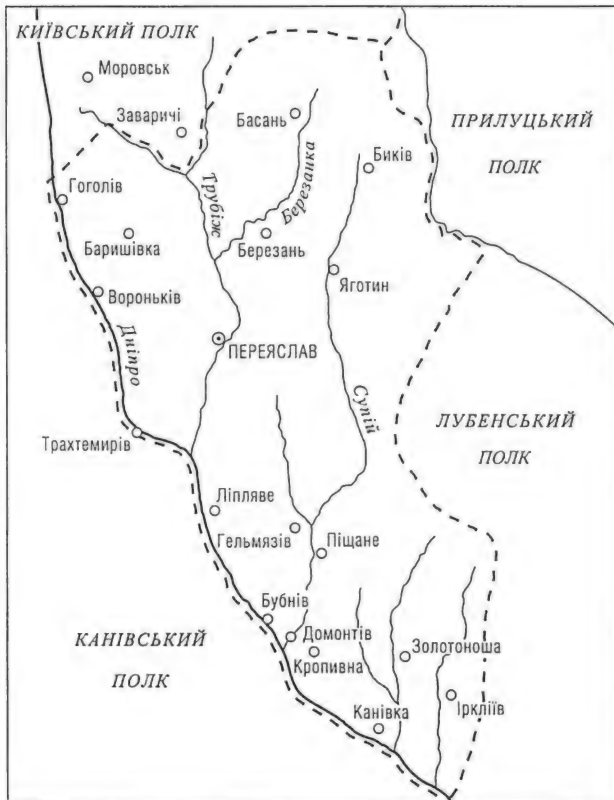 КИЇВСЬКИЙ ПОЛК
Моровськ
Заваричі
Басань
ПРИЛУЦЬКИЙ
ПОЛК
Биків
Гоголів
Трубіж
Березанка
Баришівка
Березань
Яготин
Вороньків
Дніпро
ПЕРЕЯСЛАВ
Супій
ЛУБЕНСЬКИЙ
ПОЛК
Трахтемирів
Ліпляве
Гельмязів
Піщане
Бубнів
КАНІВСЬКИЙ
ПОЛК
Домонтів
Кропивна
Золотоноша
Іркліїв
Канівка